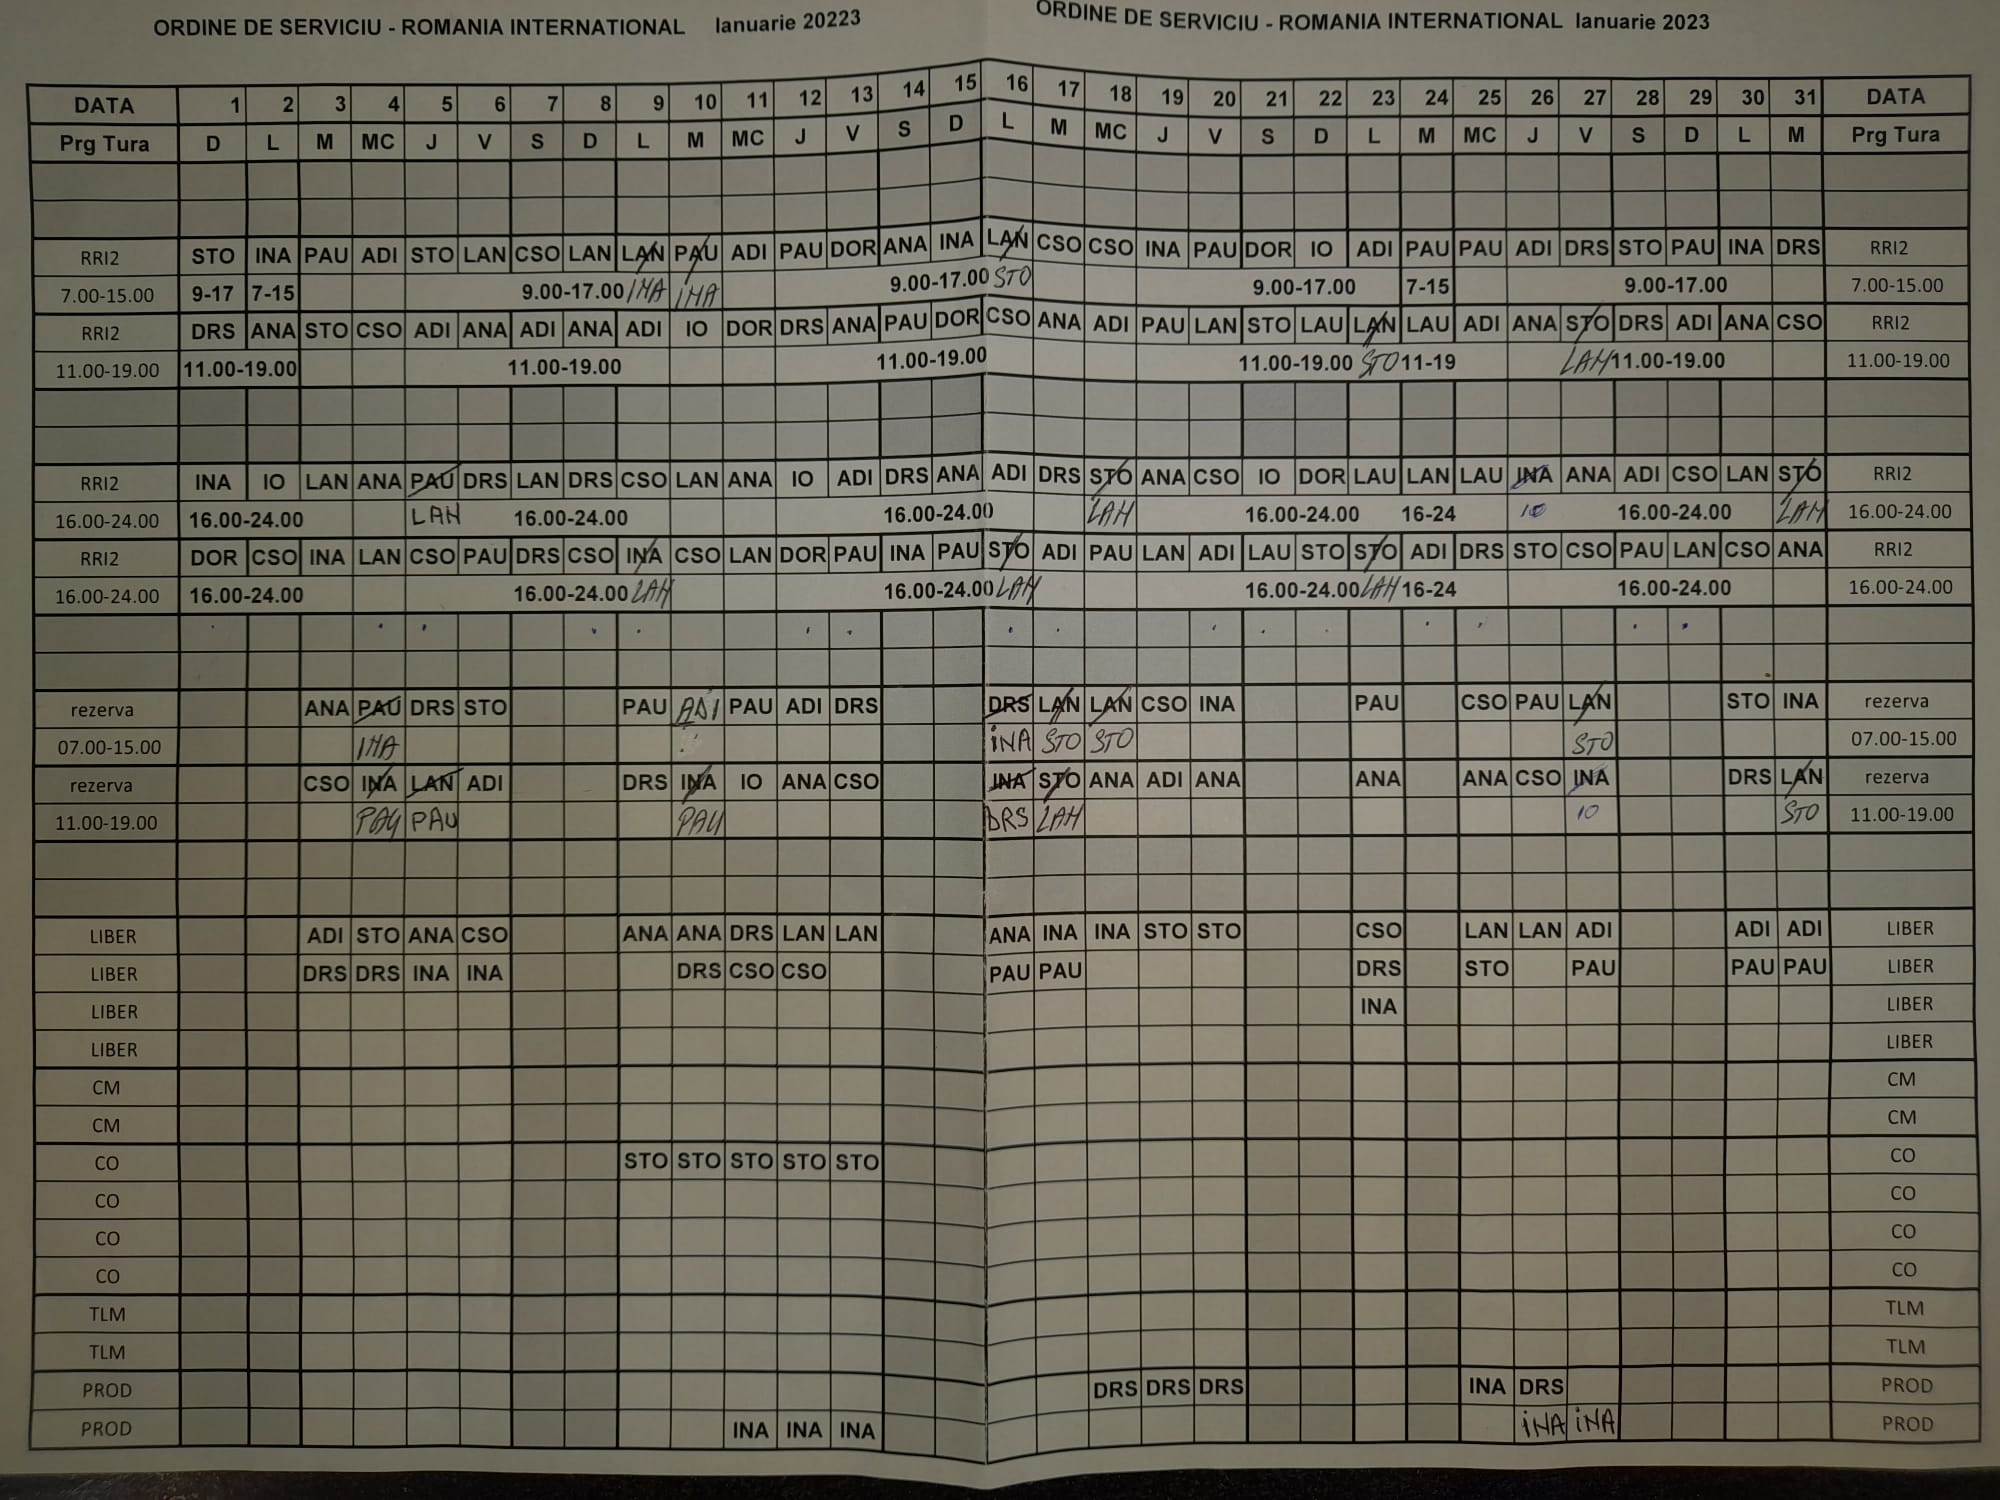 ORDINE DE SERVICIU - ROMANIA INTERNATIONAL Ianuarie 20223 ORDINE DE SERVICIU - ROMANIA INTERNATIONAL Ianuarie 2023
DATA 1 2 3 4 5 6 7 8 9 10 11 12 13 14 15 16 17 18 19 20 21 22 23 24 25 26 27 28 29 30 31 DATA
Prg Tura D L M MC J V S D L M MC J V S D L M MC J V S D L M MC J V S D L M Prg Tura
RRI2 STO INA PAU ADI STO LAN CSO LAN LAN PAU ADI PAU DOR ANA INA LAN CSO CSO INA PAU DOR IO ADI PAU PAU ADI DRS STO PAU INA DRS RRI2
7.00-15.00 9-17 7-15 9.00-17.00 INA INA 9.00-17.00 STO 9.00-17.00 7-15 9.00-17.00 7.00-15.00
RRI2 DRS ANA STO CSO ADI ANA ADI ANA ADI IO DOR DRS ANA PAU DOR CSO ANA ADI PAU LAN STO LAU LAN LAU ADI ANA STO DRS ADI ANA CSO RRI2
11.00-19.00 11.00-19.00 11.00-19.00 11.00-19.00 11.00-19.00 STO 11-19 LAN 11.00-19.00 11.00-19.00
RRI2 INA IO LAN ANA PAU DRS LAN DRS CSO LAN ANA IO ADI DRS ANA ADI DRS STO ANA CSO IO DOR LAU LAN LAU INA ANA ADI CSO LAN STO RRI2
16.00-24.00 16.00-24.00 LAN 16.00-24.00 16.00-24.00 LAN 16.00-24.00 16-24 IO 16.00-24.00 LAN 16.00-24.00
RRI2 DOR CSO INA LAN CSO PAU DRS CSO INA CSO LAN DOR PAU INA PAU STO ADI PAU LAN ADI LAU STO STO ADI DRS STO CSO PAU LAN CSO ANA RRI2
16.00-24.00 16.00-24.00 16.00-24.00 LAN 16.00-24.00 LAN 16.00-24.00 LAN 16-24 16.00-24.00 16.00-24.00
rezerva ANA PAU DRS STO PAU ADI PAU ADI DRS DRS LAN LAN CSO INA PAU CSO PAU LAN STO INA rezerva
07.00-15.00 INA INA STO STO STO 07.00-15.00
rezerva CSO INA LAN ADI DRS INA IO ANA CSO INA STO ANA ADI ANA ANA ANA CSO INA DRS LAN rezerva
11.00-19.00 PAU PAU PAU DRS LAN IO STO 11.00-19.00
LIBER ADI STO ANA CSO ANA ANA DRS LAN LAN ANA INA INA STO STO CSO LAN LAN ADI ADI ADI LIBER
LIBER DRS DRS INA INA DRS CSO CSO PAU PAU DRS STO PAU PAU PAU LIBER
LIBER INA LIBER
LIBER LIBER
CM CM
CM CM
CO STO STO STO STO STO CO
CO CO
CO CO
CO CO
TLM TLM
TLM TLM
PROD DRS DRS DRS INA DRS PROD
PROD INA INA INA INA INA PROD